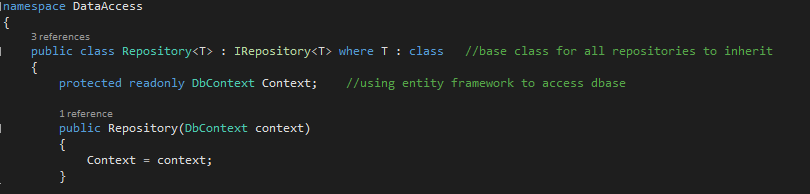 namespace DataAccess
{
3 references
public class Repository<T> : IRepository<T> where T : class   //base class for all repositories to inherit
{
protected readonly DbContext Context;    //using entity framework to access dbase
1 reference
public Repository(DbContext context)
{
Context = context;
}